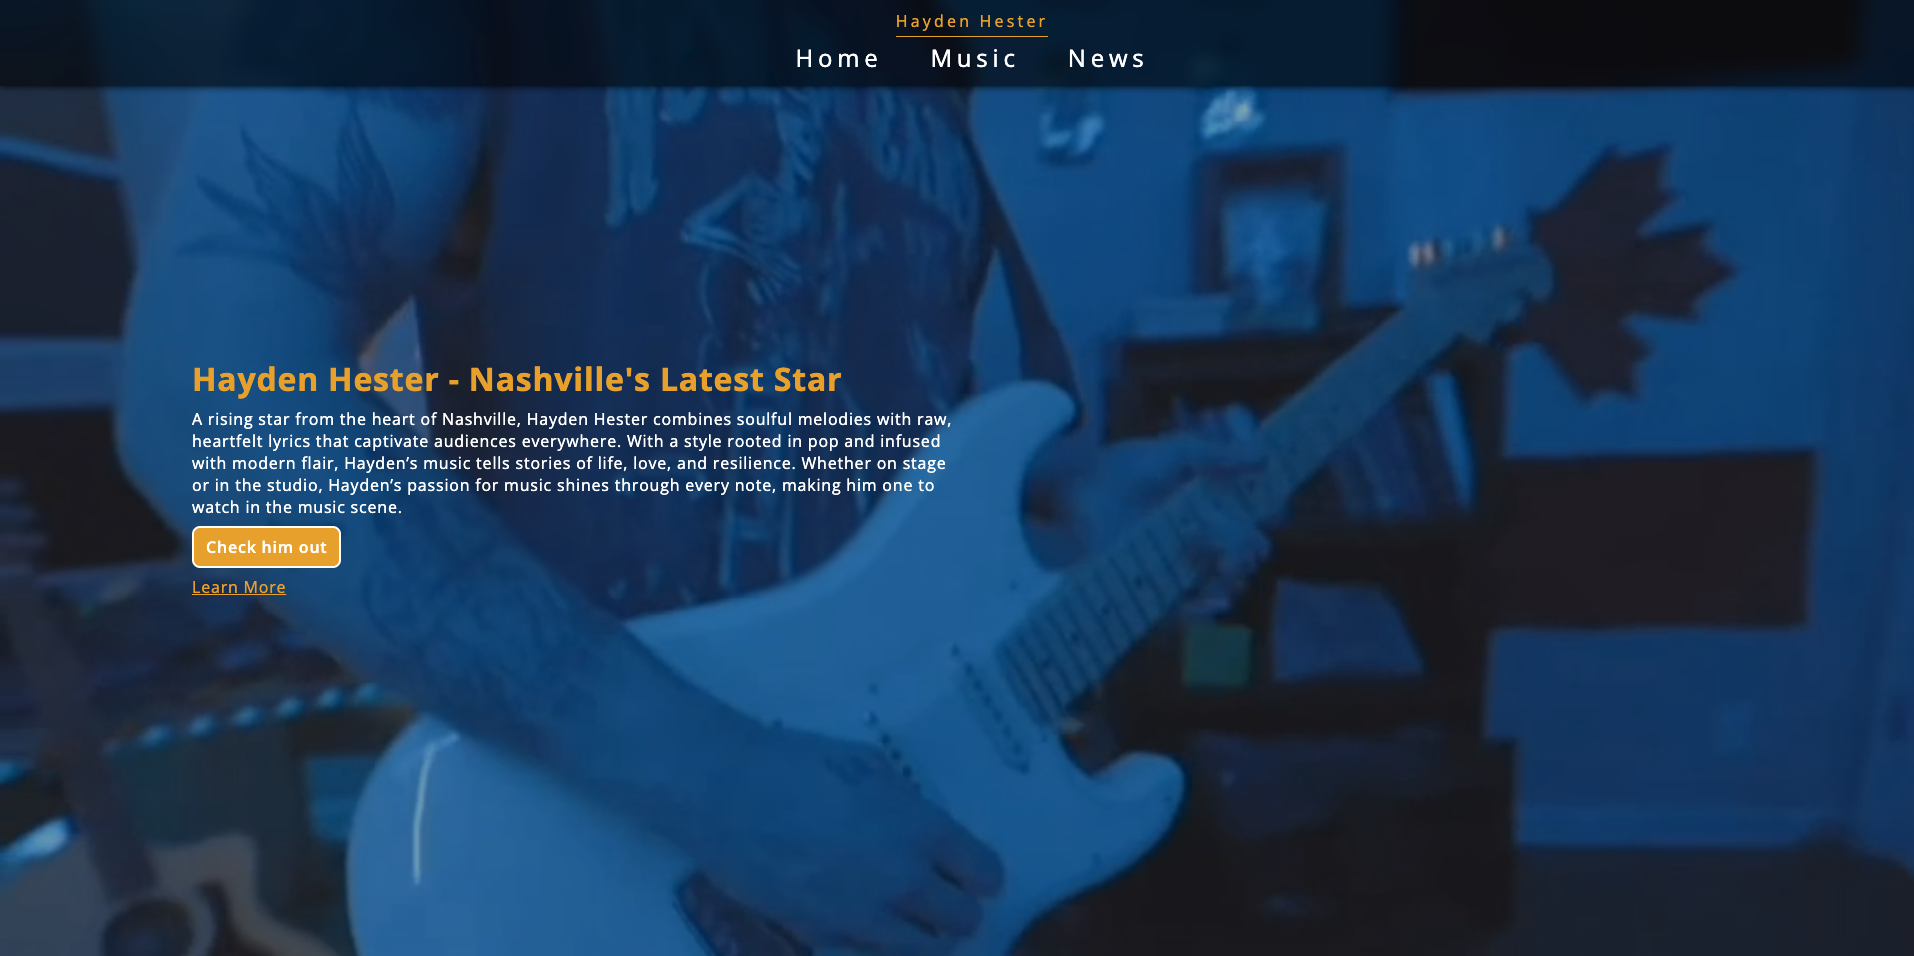 Hayden Hester
Home Music News
Hayden Hester - Nashville's Latest Star
A rising star from the heart of Nashville, Hayden Hester combines soulful melodies with raw,
heartfelt lyrics that captivate audiences everywhere. With a style rooted in pop and infused
with modern flair, Hayden’s music tells stories of life, love, and resilience. Whether on stage
or in the studio, Hayden’s passion for music shines through every note, making him one to
watch in the music scene.
Check him out
Learn More